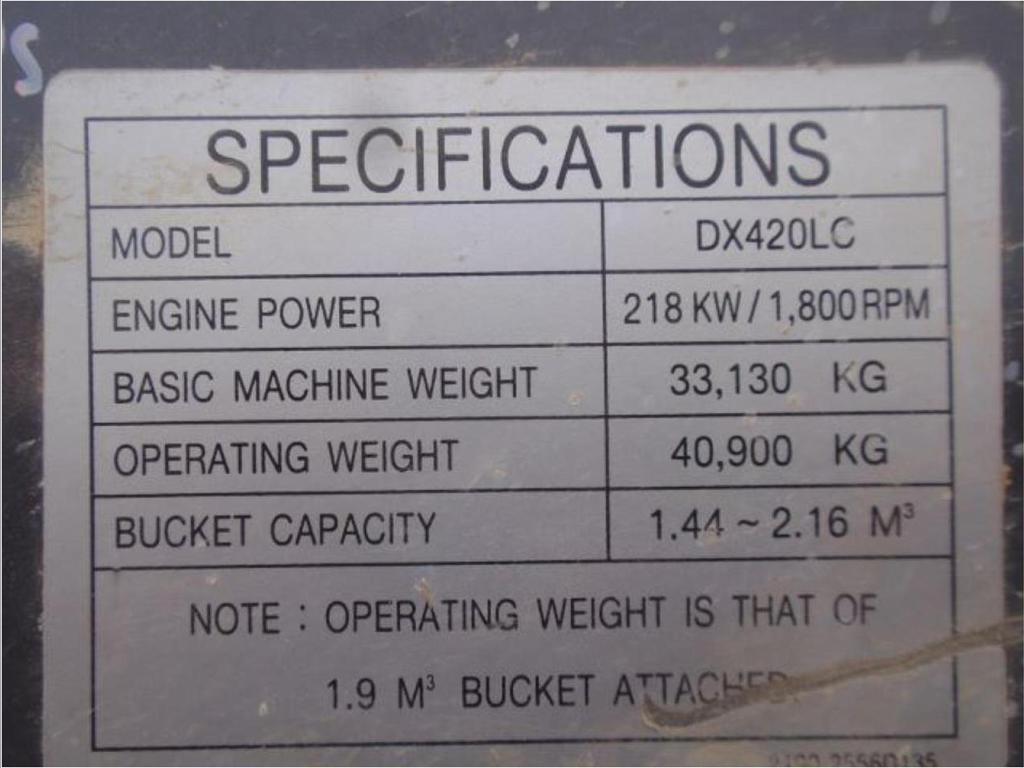 S
SPECIFICATIONS
MODEL DX420LC
ENGINE POWER 218 KW / 1,800 RPM
BASIC MACHINE WEIGHT 33,130 KG
OPERATING WEIGHT 40,900 KG
BUCKET CAPACITY 1.44 ~ 2.16 M³
NOTE : OPERATING WEIGHT IS THAT OF
1.9 M³ BUCKET ATTACHED.